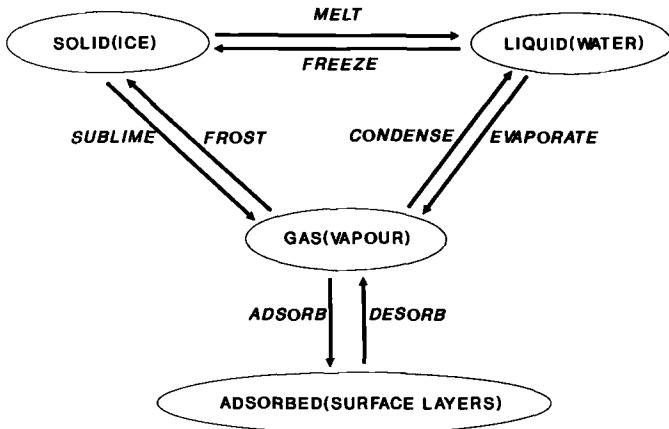 MELT
SOLID(ICE)
LIQUID(WATER)
FREEZE
SUBLIME
FROST
CONDENSE
EVAPORATE
GAS(VAPOUR)
ADSORB
DESORB
ADSORBED(SURFACE LAYERS)